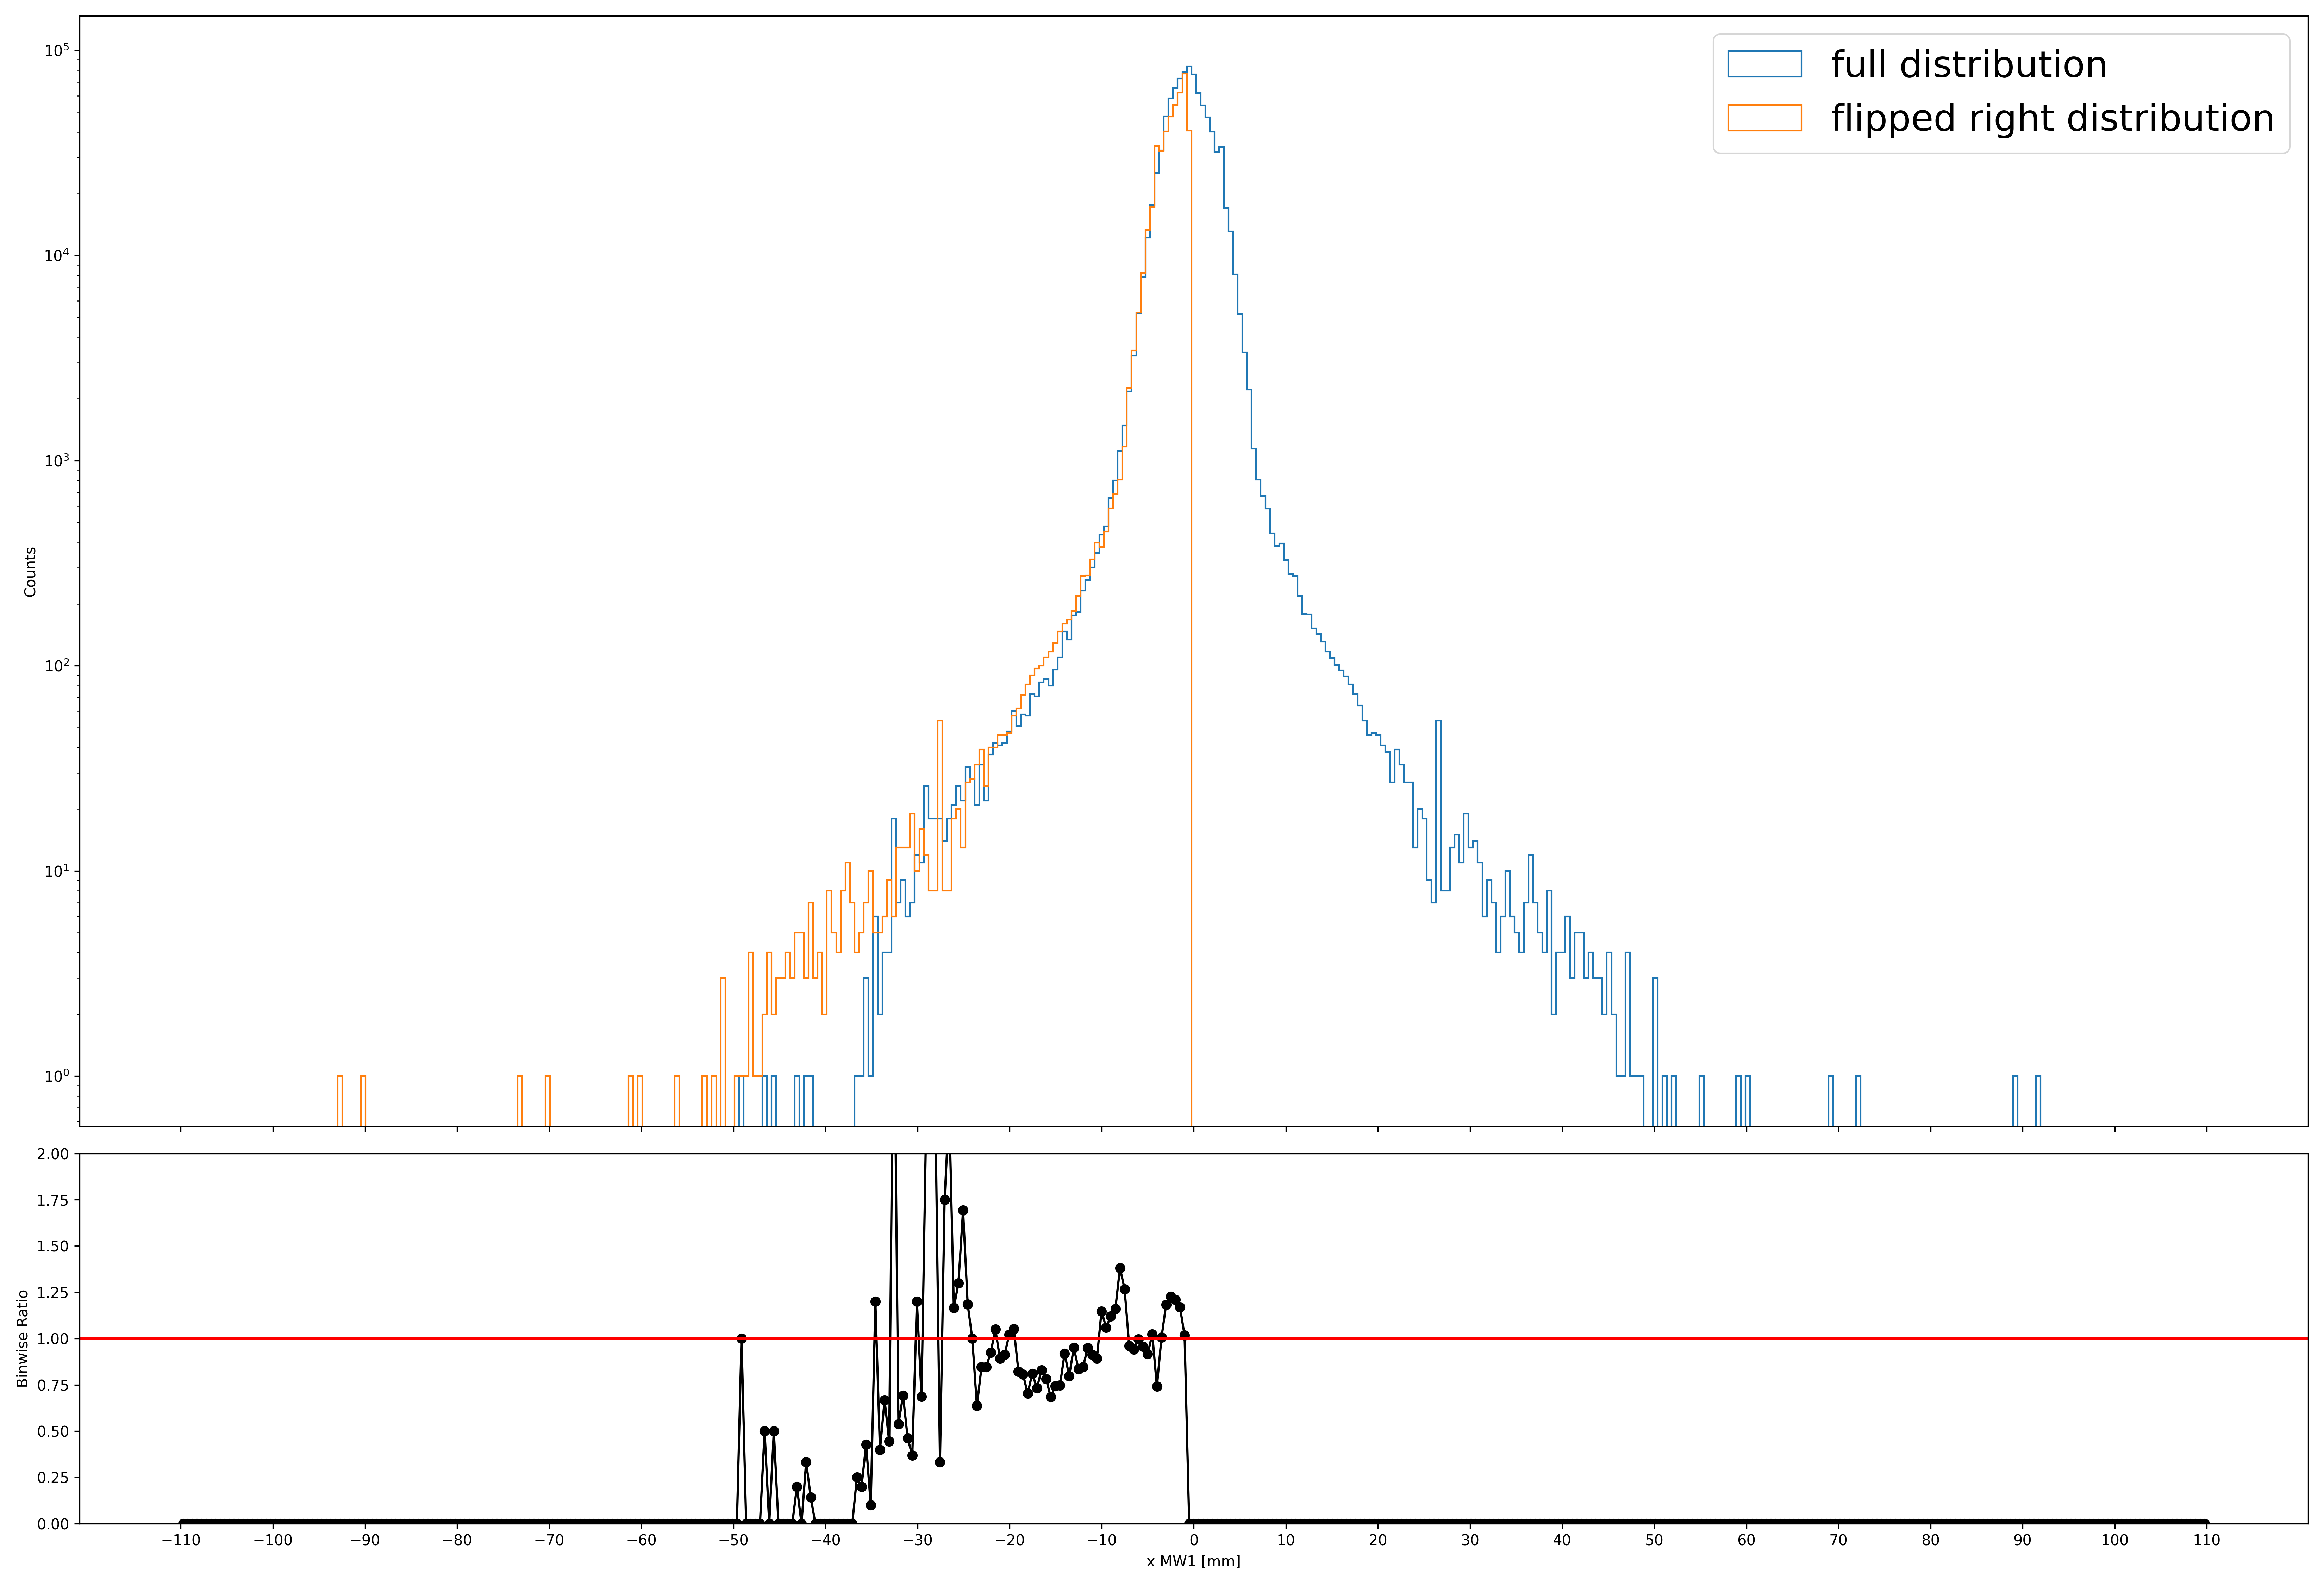 full distribution
flipped right distribution
10⁵
10⁴
10³
10²
10¹
10⁰
Counts
2.00
1.75
1.50
1.25
1.00
0.75
0.50
0.25
0.00
Binwise Ratio
−110 −100 −90 −80 −70 −60 −50 −40 −30 −20 −10 0 10 20 30 40 50 60 70 80 90 100 110
x MW1 [mm]